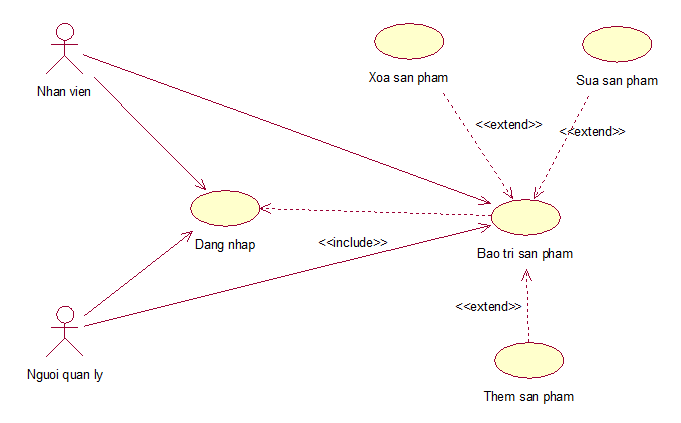 Nhan vien
Xoa san pham
Sua san pham
<<extend>>
<<extend>>
Dang nhap
<<include>>
Bao tri san pham
<<extend>>
Nguoi quan ly
Them san pham